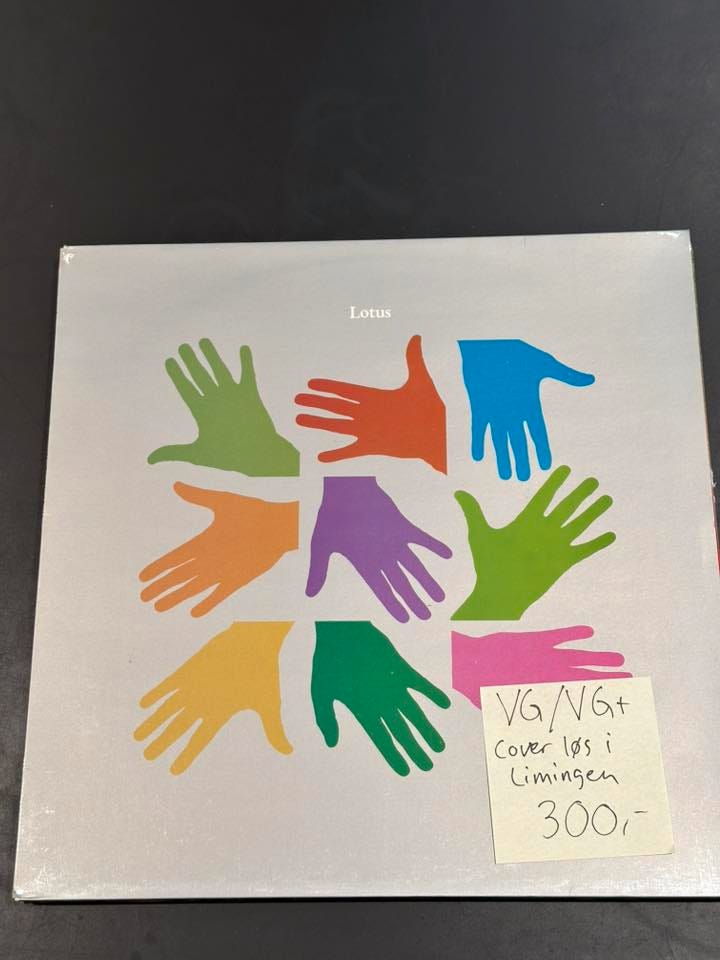 Lotus
VG/VG+
Cover løs i
Limingen
300,-